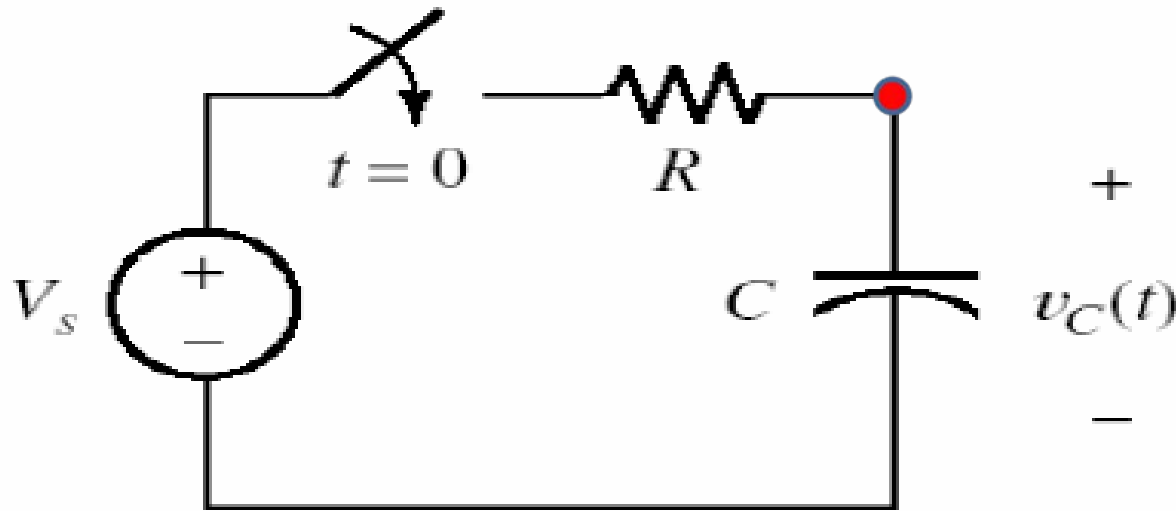 t = 0
R
+
V_s
+
−
C
v_C(t)
−